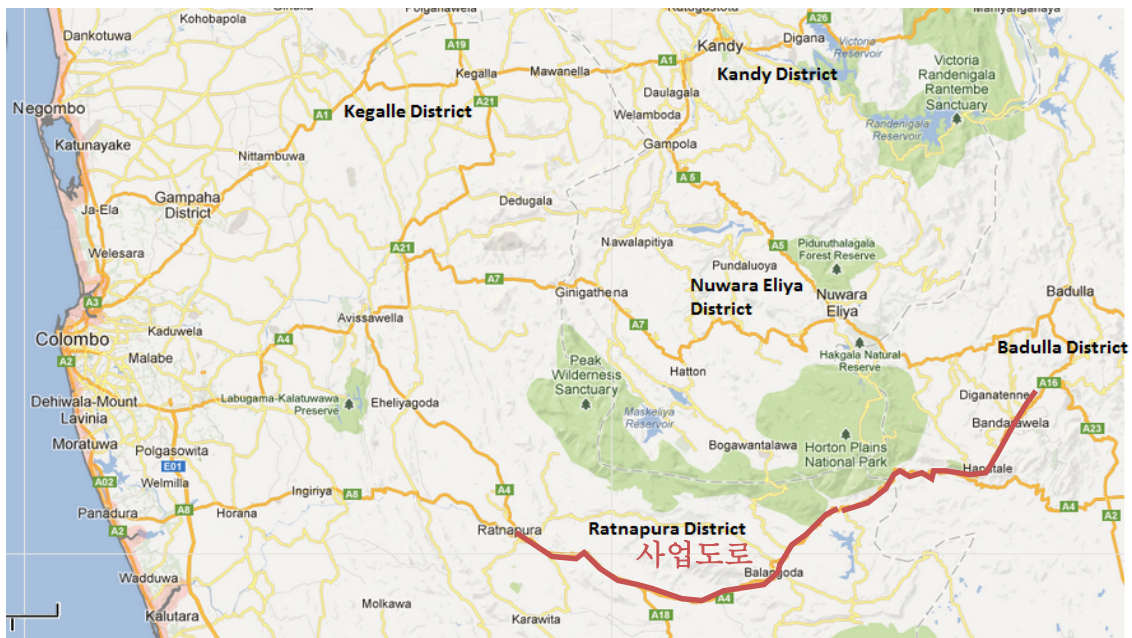 Kohobapola
Polgahawela
Katugastota
A26
Dankotuwa
A19
Kandy
Digana
Victoria
Reservoir
Kegalla
Mawanella
A1
Kandy District
Victoria
Randenigala
Rantembe
Sanctuary
Negombo
Kegalle District
A21
Daulagala
A1
Welamboda
Randenigala
Reservoir
Katunayake
Nittambuwa
Gampola
A 5
Gampaha
District
Ja-Ela
Dedugala
Welesara
A21
Nawalapitiya
A5
Piduruthalagala
Forest Reserve
Pundaluoya
A7
Ginigathena
Nuwara Eliya
District
Nuwara
Eliya
Badulla
A3
Avissawella
Kaduwela
A7
Colombo
A4
Badulla District
A2
Malabe
Peak
Wilderness
Sanctuary
Hatton
Hakgala Natural
Reserve
A16
Dehiwala-Mount
Lavinia
Labugama-Kalatuwawa
Preserve
Eheliyagoda
Maskeliya
Reservoir
Diganatenne
Bandarawela
A23
Moratuwa
Polgasowita
Bogawantalawa
Horton Plains
National Park
E01
Haputale
A02
Welmilla
Ingiriya
A8
A4
A4
A2
Panadura
A8
Horana
A2
Ratnapura
Ratnapura District
사업도로
Wadduwa
Balangoda
A4
Molkawa
Kalutara
Karawita
A18